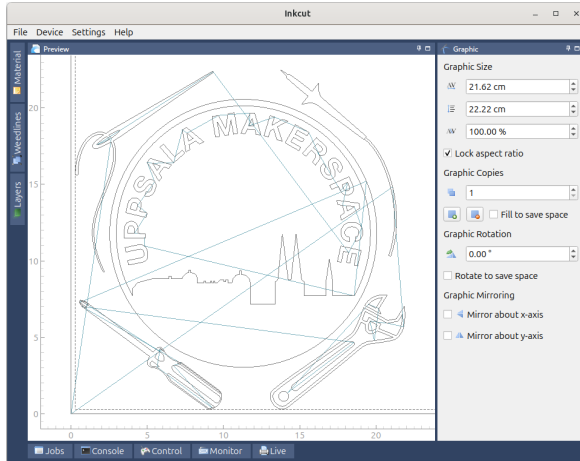 Inkcut
File Device Settings Help
Material
Weedlines
Layers
Preview
20
15
10
5
0
0 5 10 15 20
UPPSALA MAKERSPACE
Graphic
Graphic Size
21.62 cm
22.22 cm
100.00 %
Lock aspect ratio
Graphic Copies
1
Fill to save space
Graphic Rotation
0.00 °
Rotate to save space
Graphic Mirroring
Mirror about x-axis
Mirror about y-axis
Jobs Console Control Monitor Live